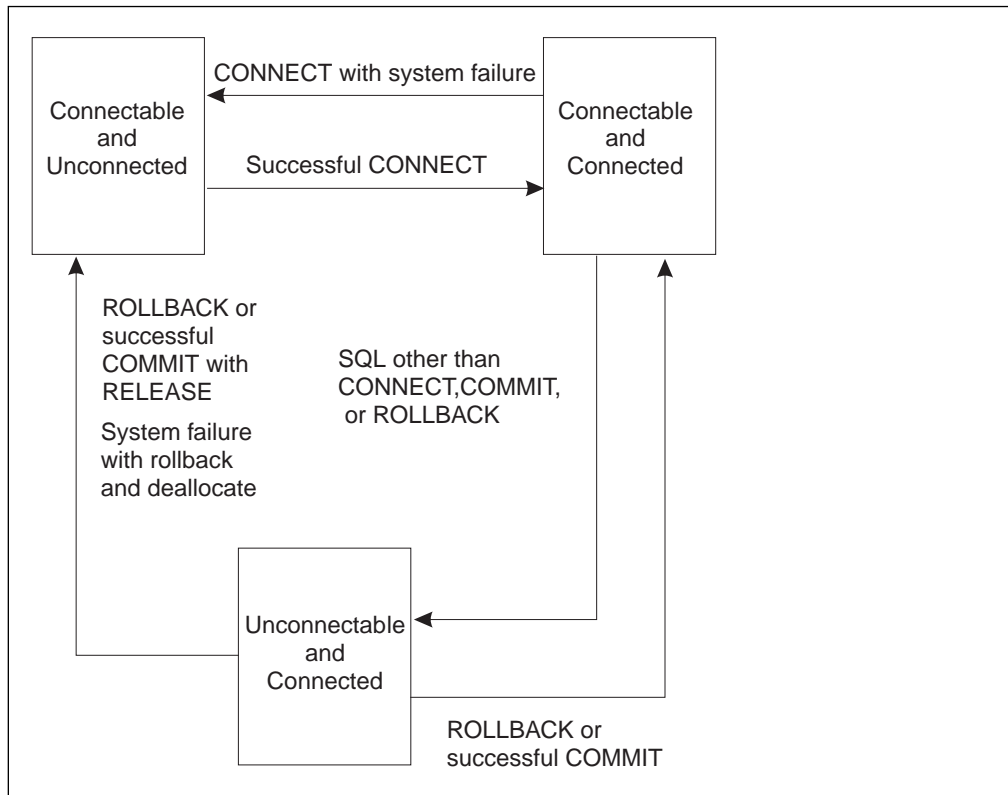 CONNECT with system failure
Connectable
and
Unconnected
Connectable
and
Connected
Successful CONNECT
ROLLBACK or
successful
COMMIT with
RELEASE
System failure
with rollback
and deallocate
SQL other than
CONNECT,COMMIT,
or ROLLBACK
Unconnectable
and
Connected
ROLLBACK or
successful COMMIT